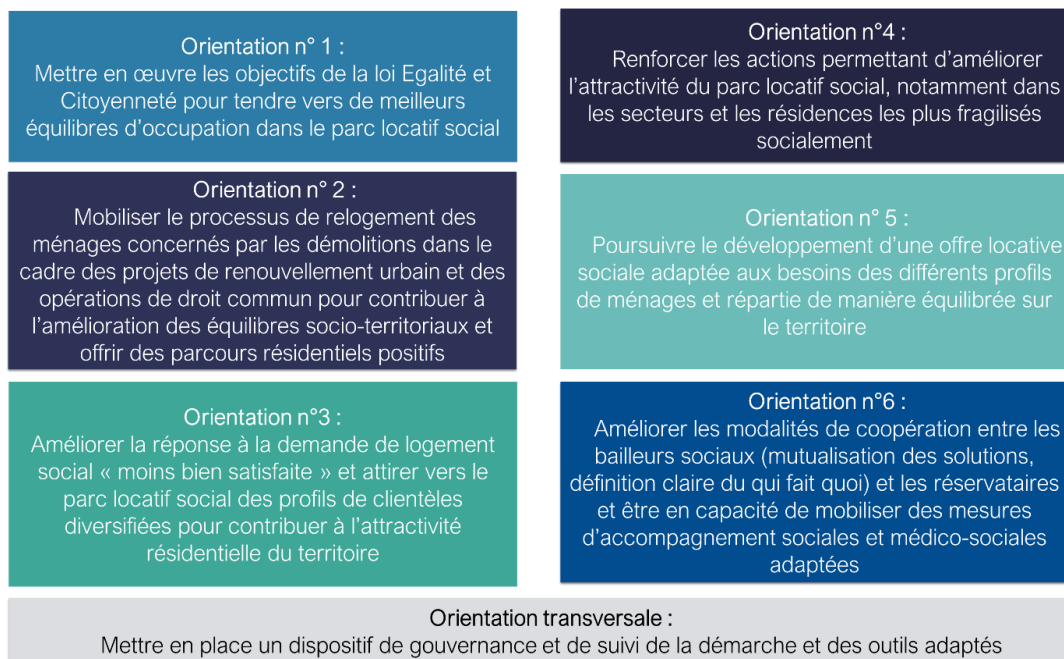 Orientation n° 1 :
Mettre en œuvre les objectifs de la loi Egalité et
Citoyenneté pour tendre vers de meilleurs
équilibres d’occupation dans le parc locatif social
Orientation n° 2 :
Mobiliser le processus de relogement des
ménages concernés par les démolitions dans le
cadre des projets de renouvellement urbain et des
opérations de droit commun pour contribuer à
l’amélioration des équilibres socio-territoriaux et
offrir des parcours résidentiels positifs
Orientation n°3 :
Améliorer la réponse à la demande de logement
social « moins bien satisfaite » et attirer vers le
parc locatif social des profils de clientèles
diversifiées pour contribuer à l’attractivité
résidentielle du territoire
Orientation n°4 :
Renforcer les actions permettant d’améliorer
l’attractivité du parc locatif social, notamment dans
les secteurs et les résidences les plus fragilisés
socialement
Orientation n° 5 :
Poursuivre le développement d’une offre locative
sociale adaptée aux besoins des différents profils
de ménages et répartie de manière équilibrée sur
le territoire
Orientation n°6 :
Améliorer les modalités de coopération entre les
bailleurs sociaux (mutualisation des solutions,
définition claire du qui fait quoi) et les réservataires
et être en capacité de mobiliser des mesures
d’accompagnement sociales et médico-sociales
adaptées
Orientation transversale :
Mettre en place un dispositif de gouvernance et de suivi de la démarche et des outils adaptés